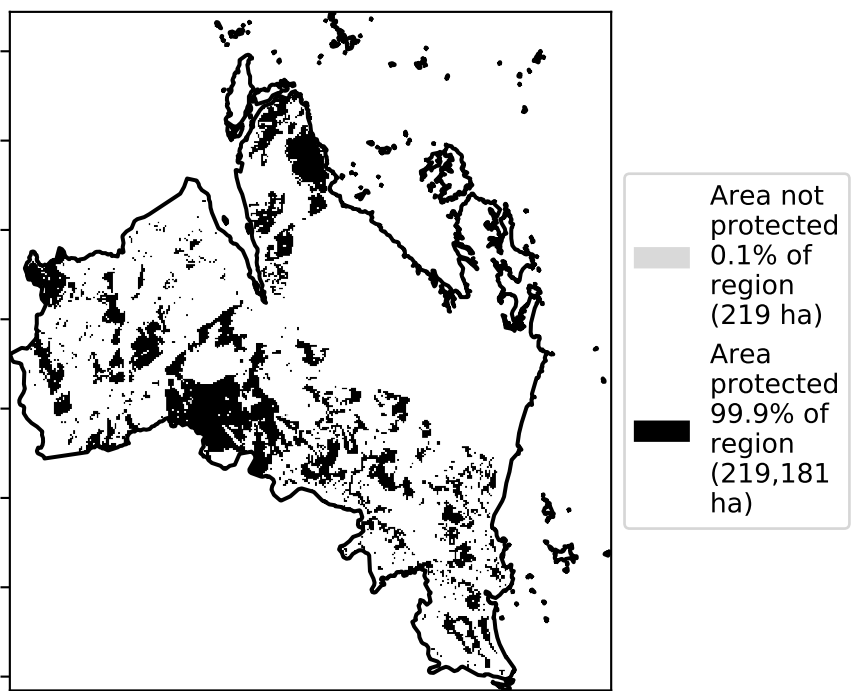 Area not
protected
0.1% of
region
(219 ha)
Area
protected
99.9% of
region
(219,181
ha)